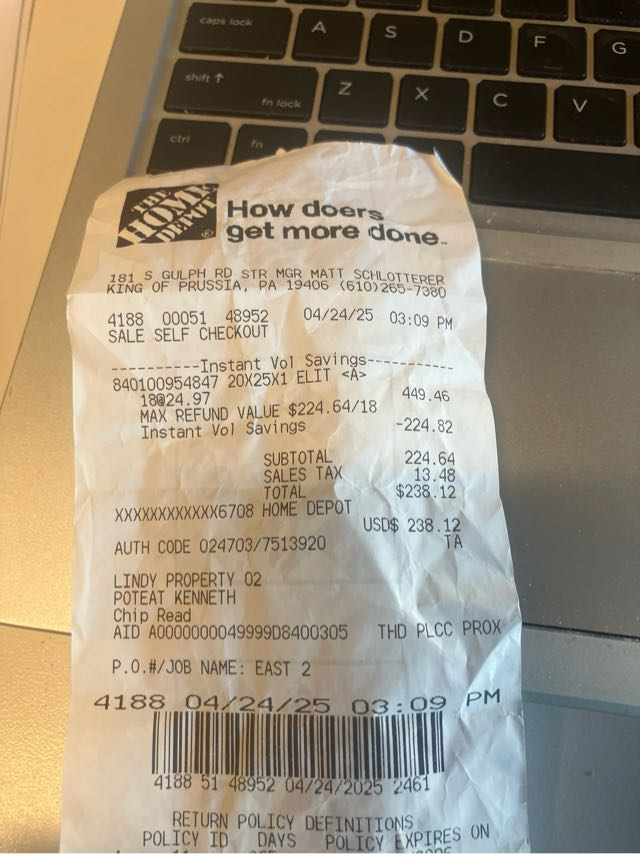 caps lock
A
S
D
F
G
shift ↑
fn lock
Z
X
C
V
ctrl
fn
THE HOME DEPOT ®
How doers
get more done™
181 S GULPH RD STR MGR MATT SCHLOTTERER
KING OF PRUSSIA, PA 19406 (610)265-7380
4188 00051 48952 04/24/25 03:09 PM
SALE SELF CHECKOUT
----------Instant Vol Savings-----------
840100954847 20X25X1 ELIT <A>
18@24.97 449.46
MAX REFUND VALUE $224.64/18
Instant Vol Savings -224.82
SUBTOTAL 224.64
SALES TAX 13.48
TOTAL $238.12
XXXXXXXXXXXX6708 HOME DEPOT
USD$ 238.12
AUTH CODE 024703/7513920 TA
LINDY PROPERTY 02
POTEAT KENNETH
Chip Read
AID A0000000049999D8400305 THD PLCC PROX
P.O.#/JOB NAME: EAST 2
4188 04/24/25 03:09 PM
4188 51 48952 04/24/2025 2461
RETURN POLICY DEFINITIONS
POLICY ID DAYS POLICY EXPIRES ON